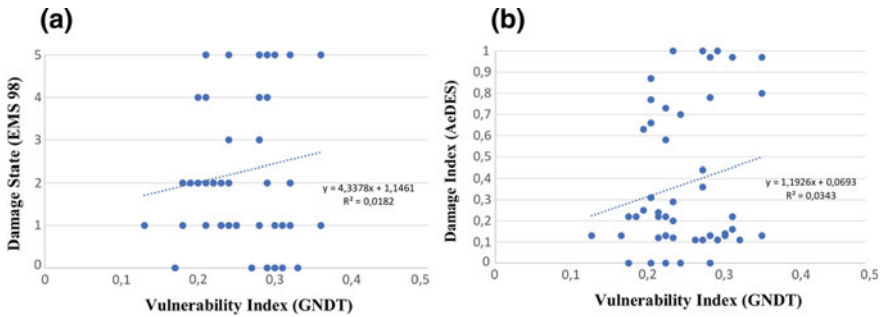 (a)
Damage State (EMS 98)
5
4
3
2
1
0
y = 4,3378x + 1,1461
R² = 0,0182
0
0,1
0,2
0,3
0,4
0,5
Vulnerability Index (GNDT)
(b)
Damage Index (AeDES)
1
0,9
0,8
0,7
0,6
0,5
0,4
0,3
0,2
0,1
0
y = 1,1926x + 0,0693
R² = 0,0343
0
0,1
0,2
0,3
0,4
0,5
Vulnerability Index (GNDT)